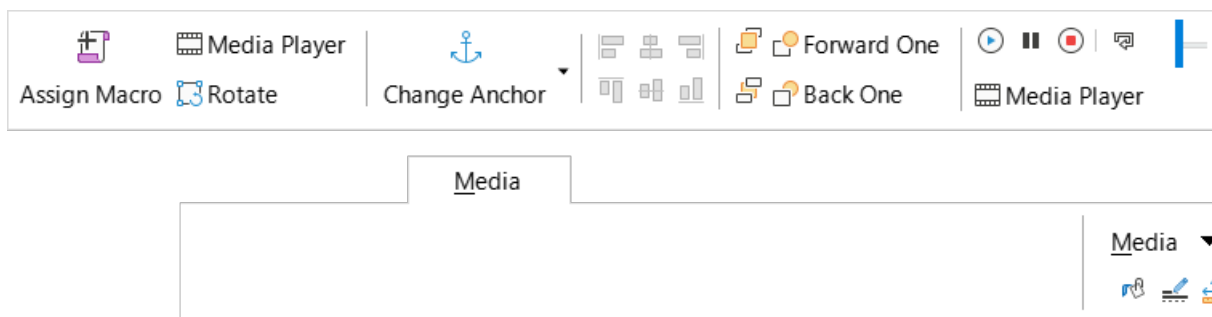 Media Player Forward One
Assign Macro Rotate Change Anchor Back One Media Player
Media
Media